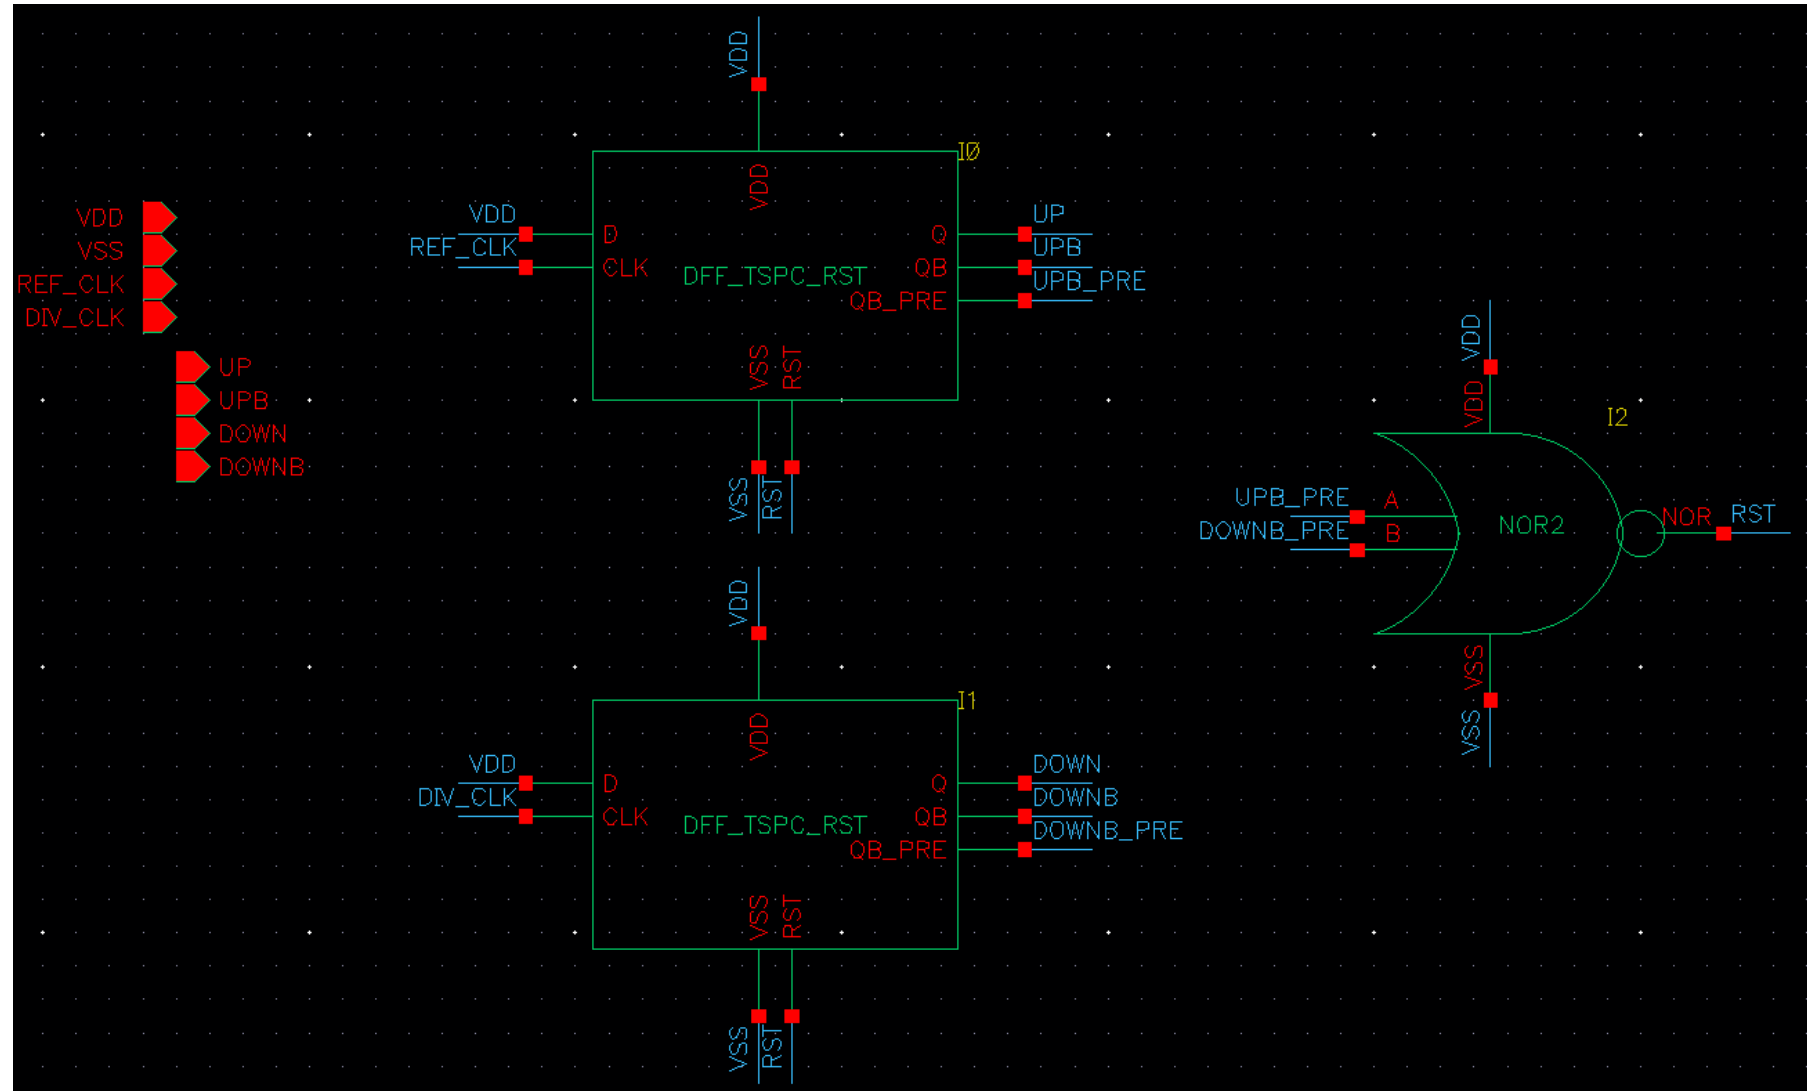 VDD
VSS
REF_CLK
DIV_CLK
UP
UPB
DOWN
DOWNB
VDD
I0
VDD
VDD
D
Q
UP
REF_CLK
CLK
QB
UPB
DFF_TSPC_RST
QB_PRE
UPB_PRE
VSS
RST
VSS
RST
VDD
I1
VDD
VDD
D
Q
DOWN
DIV_CLK
CLK
QB
DOWNB
DFF_TSPC_RST
QB_PRE
DOWNB_PRE
VSS
RST
VSS
RST
VDD
VDD
I2
UPB_PRE
A
DOWNB_PRE
B
NOR2
NOR
RST
VSS
VSS